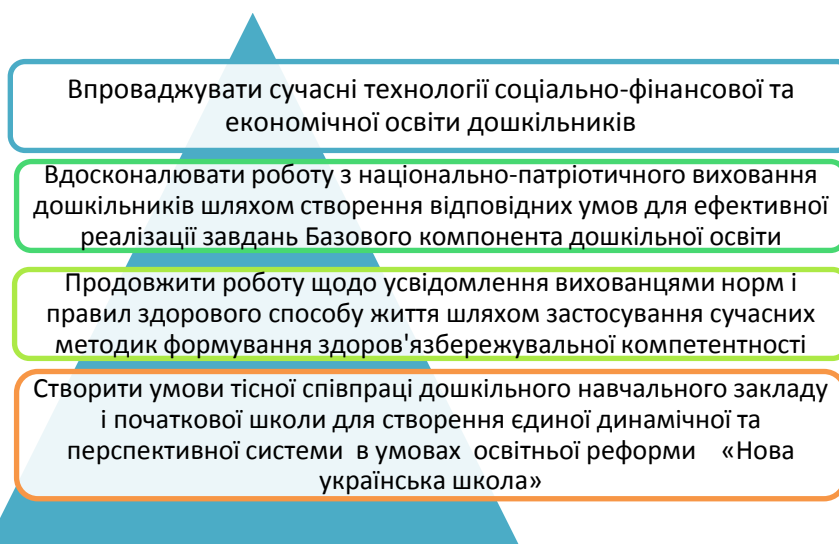 Впроваджувати сучасні технології соціально-фінансової та
економічної освіти дошкільників
Вдосконалювати роботу з національно-патріотичного виховання
дошкільників шляхом створення відповідних умов для ефективної
реалізації завдань Базового компонента дошкільної освіти
Продовжити роботу щодо усвідомлення вихованцями норм і
правил здорового способу життя шляхом застосування сучасних
методик формування здоров'язбережувальної компетентності
Створити умови тісної співпраці дошкільного навчального закладу
і початкової школи для створення єдиної динамічної та
перспективної системи в умовах освітньої реформи «Нова
українська школа»